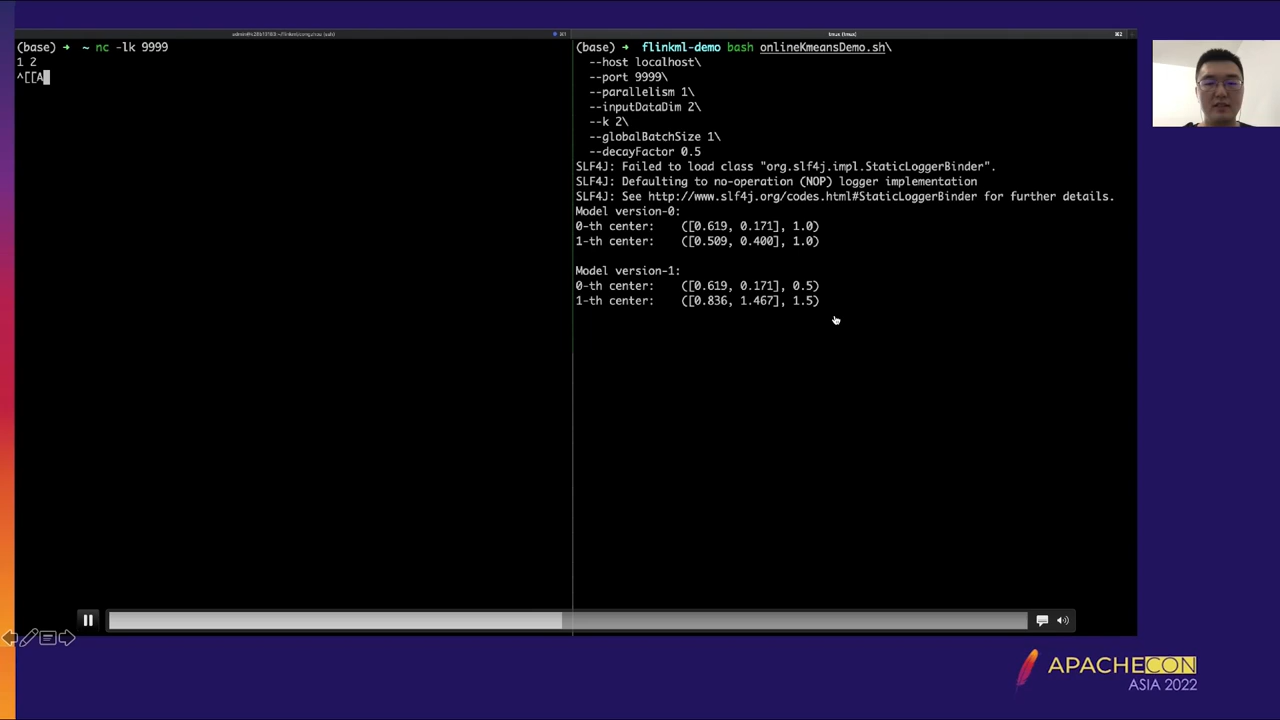 (base) ➜ ~ nc -lk 9999
1 2
^[[A
tmux (tmux)
(base) ➜ flinkml-demo bash onlineKmeansDemo.sh\
--host localhost\
--port 9999\
--parallelism 1\
--inputDataDim 2\
--k 2\
--globalBatchSize 1\
--decayFactor 0.5
SLF4J: Failed to load class "org.slf4j.impl.StaticLoggerBinder".
SLF4J: Defaulting to no-operation (NOP) logger implementation
SLF4J: See http://www.slf4j.org/codes.html#StaticLoggerBinder for further details.
Model version-0:
0-th center: ([0.619, 0.171], 1.0)
1-th center: ([0.509, 0.400], 1.0)
Model version-1:
0-th center: ([0.619, 0.171], 0.5)
1-th center: ([0.836, 1.467], 1.5)
APACHECON
ASIA 2022